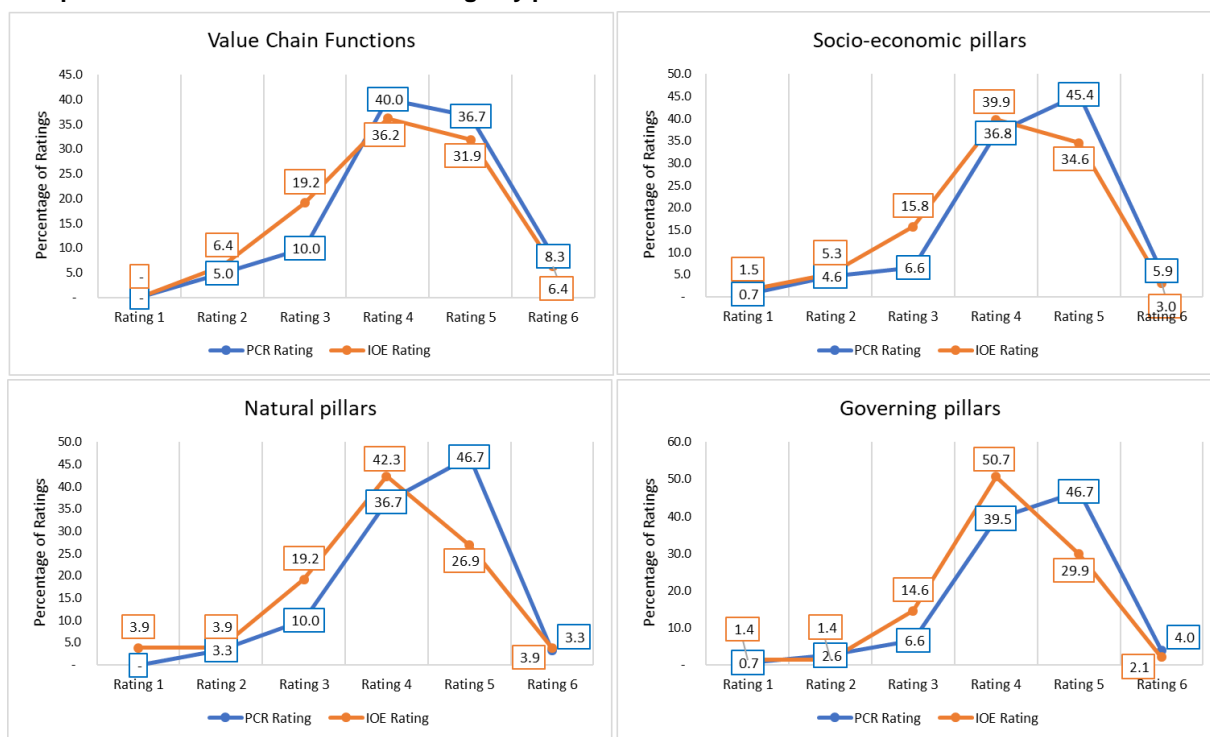 Value Chain Functions
Percentage of Ratings
45.0
40.0
35.0
30.0
25.0
20.0
15.0
10.0
5.0
-
- 6.4 19.2 36.2 31.9 6.4
- 5.0 10.0 40.0 36.7 8.3
Rating 1 Rating 2 Rating 3 Rating 4 Rating 5 Rating 6
PCR Rating IOE Rating
Socio-economic pillars
Percentage of Ratings
50.0
45.0
40.0
35.0
30.0
25.0
20.0
15.0
10.0
5.0
-
1.5 5.3 15.8 39.9 34.6 3.0
0.7 4.6 6.6 36.8 45.4 5.9
Rating 1 Rating 2 Rating 3 Rating 4 Rating 5 Rating 6
PCR Rating IOE Rating
Natural pillars
Percentage of Ratings
50.0
45.0
40.0
35.0
30.0
25.0
20.0
15.0
10.0
5.0
-
3.9 3.9 19.2 42.3 26.9 3.9
- 3.3 10.0 36.7 46.7 3.3
Rating 1 Rating 2 Rating 3 Rating 4 Rating 5 Rating 6
PCR Rating IOE Rating
Governing pillars
Percentage of Ratings
60.0
50.0
40.0
30.0
20.0
10.0
-
1.4 1.4 14.6 50.7 29.9 2.1
0.7 2.6 6.6 39.5 46.7 4.0
Rating 1 Rating 2 Rating 3 Rating 4 Rating 5 Rating 6
PCR Rating IOE Rating